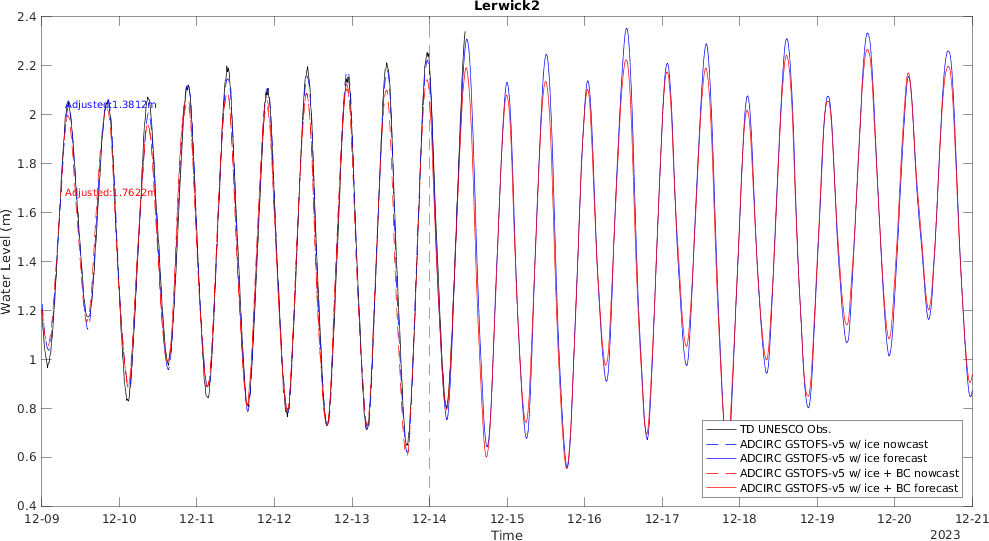 Lerwick2
Water Level (m)
2.4
2.2
2
1.8
1.6
1.4
1.2
1
0.8
0.6
0.4
Adjusted:1.3812m
Adjusted:1.7622m
TD UNESCO Obs.
ADCIRC GSTOFS-v5 w/ ice nowcast
ADCIRC GSTOFS-v5 w/ ice forecast
ADCIRC GSTOFS-v5 w/ ice + BC nowcast
ADCIRC GSTOFS-v5 w/ ice + BC forecast
12-09 12-10 12-11 12-12 12-13 12-14 12-15 12-16 12-17 12-18 12-19 12-20 12-21
Time
2023